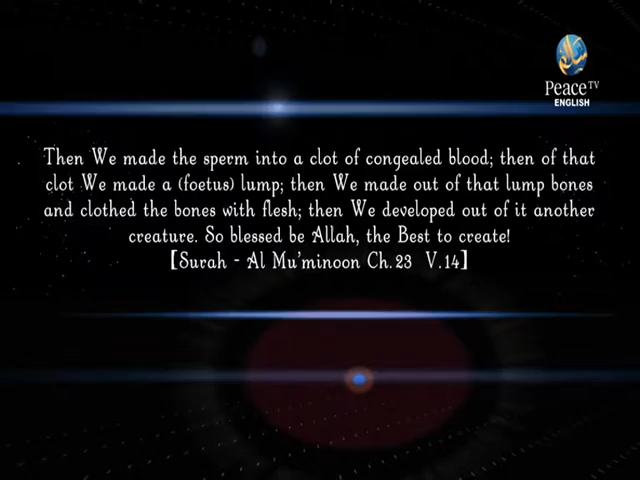 سلام
Peace TV
ENGLISH
Then We made the sperm into a clot of congealed blood; then of that
clot We made a (foetus) lump; then We made out of that lump bones
and clothed the bones with flesh; then We developed out of it another
creature. So blessed be Allah, the Best to create!
[Surah - Al Mu'minoon Ch.23 V.14]